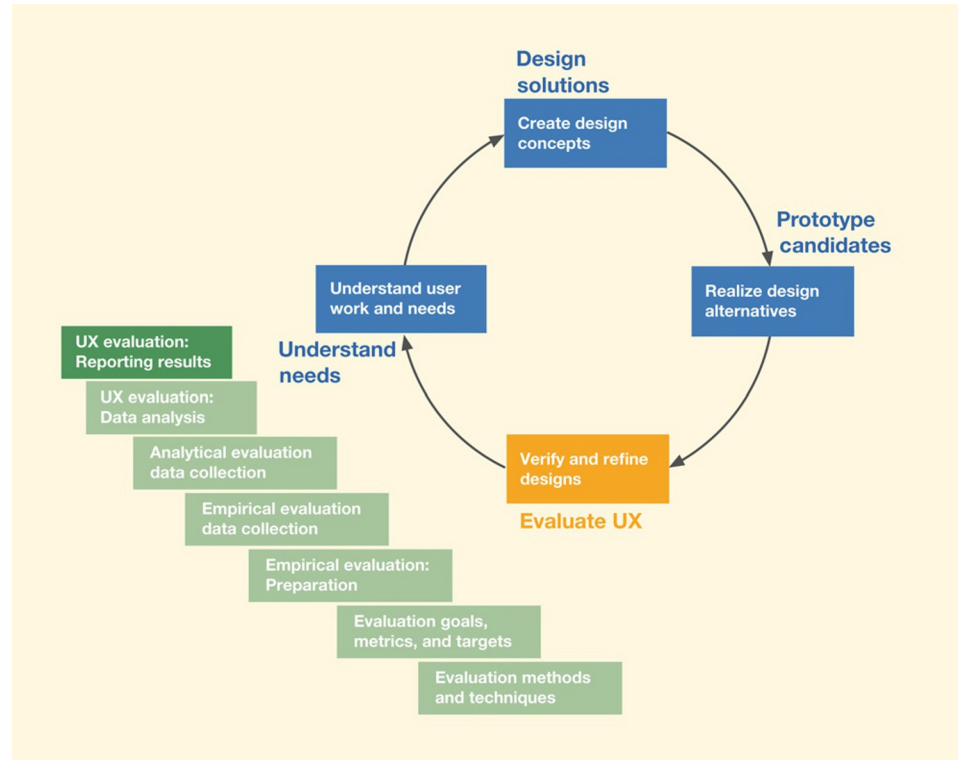 Design
solutions
Create design
concepts
Prototype
candidates
Realize design
alternatives
Understand user
work and needs
Understand
needs
Verify and refine
designs
Evaluate UX
UX evaluation:
Reporting results
UX evaluation:
Data analysis
Analytical evaluation
data collection
Empirical evaluation
data collection
Empirical evaluation:
Preparation
Evaluation goals,
metrics, and targets
Evaluation methods
and techniques